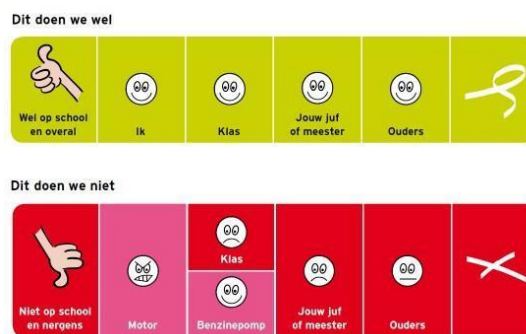 Dit doen we wel
Wel op school
en overal
Ik
Klas
Jouw juf
of meester
Ouders
Dit doen we niet
Niet op school
en nergens
Motor
Klas
Benzinepomp
Jouw juf
of meester
Ouders